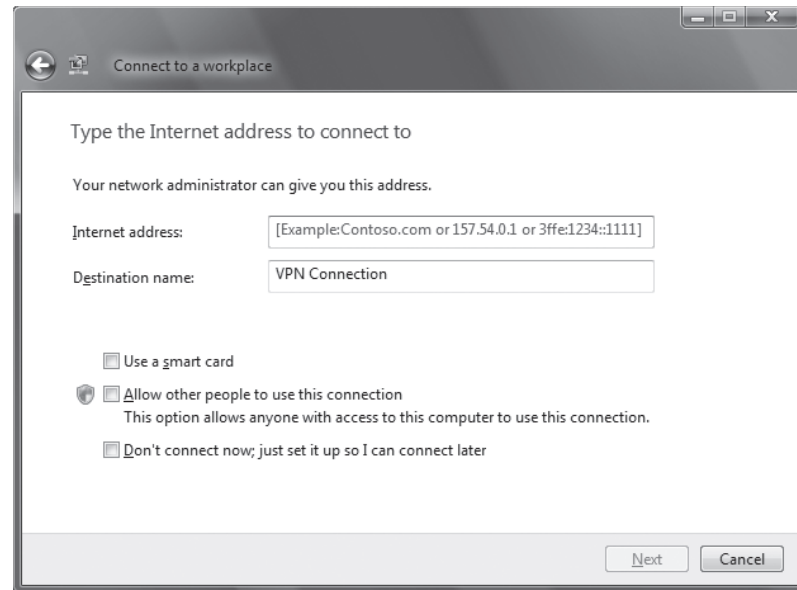 Connect to a workplace
Type the Internet address to connect to
Your network administrator can give you this address.
Internet address: [Example:Contoso.com or 157.54.0.1 or 3ffe:1234::1111]
Destination name: VPN Connection
Use a smart card
Allow other people to use this connection
This option allows anyone with access to this computer to use this connection.
Don't connect now; just set it up so I can connect later
Next Cancel